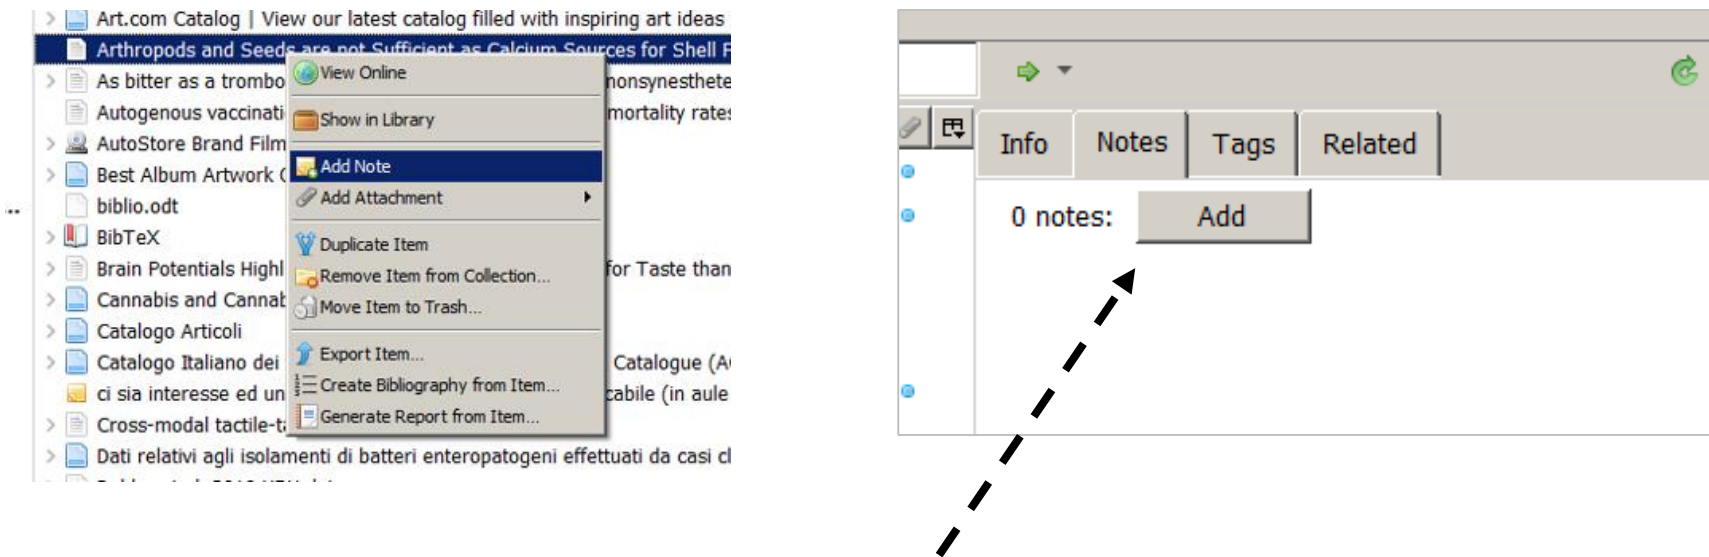 Art.com Catalog | View our latest catalog filled with inspiring art ideas
Arthropods and Seeds are not Sufficient as Calcium Sources for Shell F
As bitter as a trombo
nonsynesthete
Autogenous vaccinati
mortality rates
AutoStore Brand Film
Best Album Artwork
...
biblio.odt
BibTeX
Brain Potentials Highl
for Taste than
Cannabis and Cannab
Catalogo Articoli
Catalogo Italiano dei
Catalogue (A
ci sia interesse ed un
cabile (in aule
Cross-modal tactile-ta
Dati relativi agli isolamenti di batteri enteropatogeni effettuati da casi cl
View Online
Show in Library
Add Note
Add Attachment
Duplicate Item
Remove Item from Collection...
Move Item to Trash...
Export Item...
Create Bibliography from Item...
Generate Report from Item...
Info Notes Tags Related
0 notes: Add